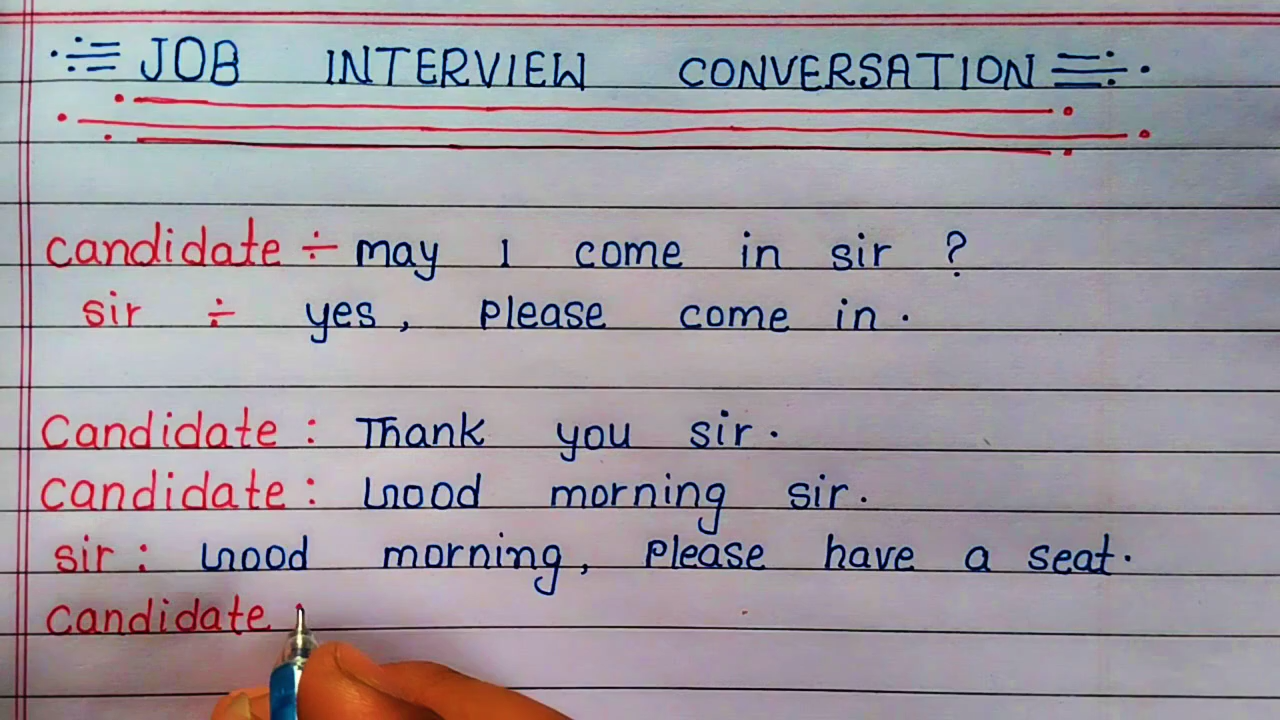 JOB INTERVIEW CONVERSATION
candidate ÷ may I come in sir ?
sir ÷ yes, please come in.
Candidate : Thank you sir.
candidate : Good morning sir.
sir : Good morning, Please have a seat.
candidate :